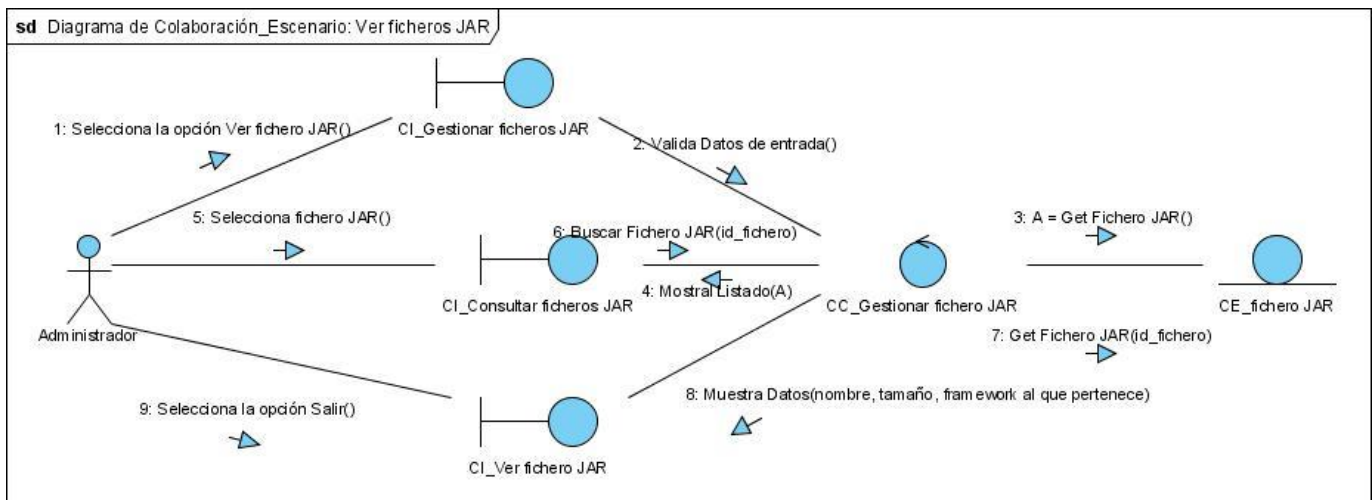 sd Diagrama de Colaboración_Escenario: Ver ficheros JAR
1: Selecciona la opción Ver fichero JAR()
CI_Gestionar ficheros JAR
2: Valida Datos de entrada()
5: Selecciona fichero JAR()
6: Buscar Fichero JAR(id_fichero)
3: A = Get Fichero JAR()
4: Mostral Listado(A)
CI_Consultar ficheros JAR
CC_Gestionar fichero JAR
CE_fichero JAR
Administrador
7: Get Fichero JAR(id_fichero)
9: Selecciona la opción Salir()
8: Muestra Datos(nombre, tamaño, framework al que pertenece)
CI_Ver fichero JAR